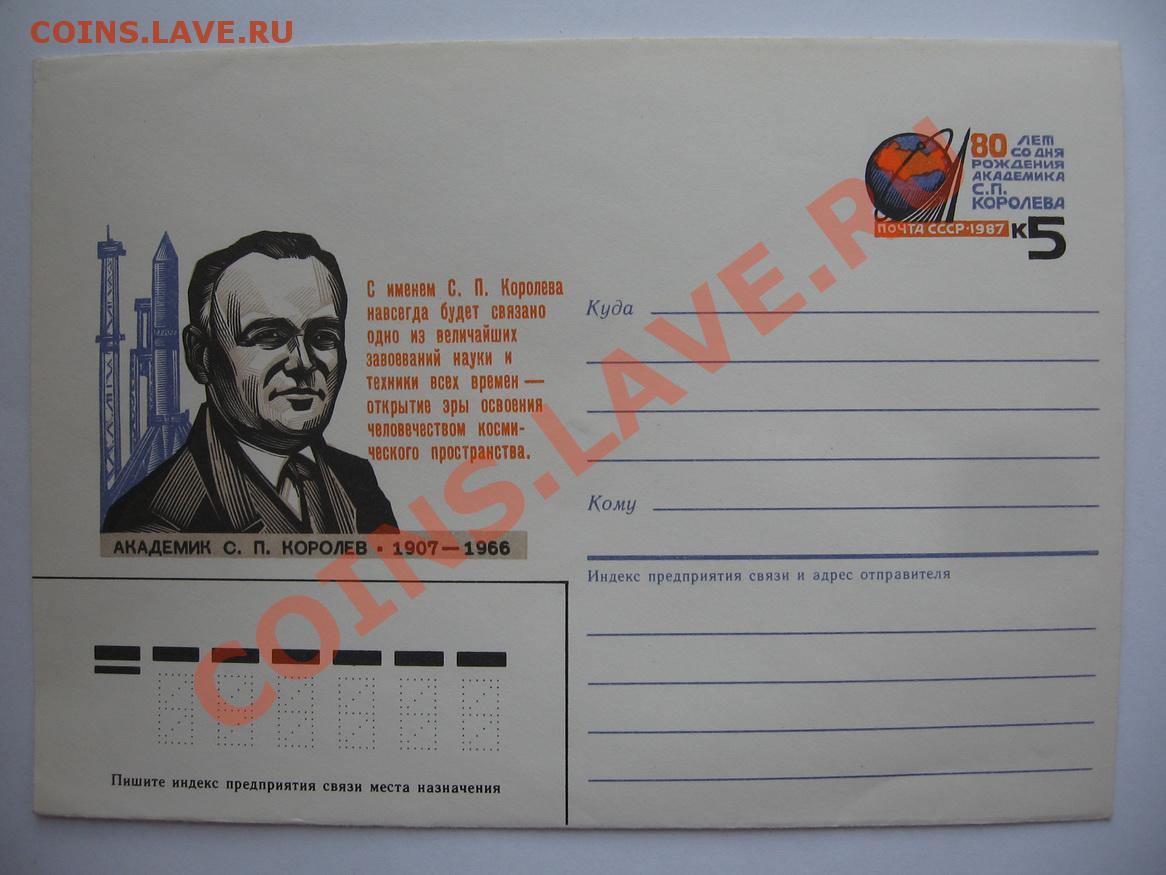 COINS.LAVE.RU
80 ЛЕТ
СО ДНЯ
РОЖДЕНИЯ
АКАДЕМИКА
С.П.
КОРОЛЕВА
ПОЧТА СССР·1987
К5
С именем С. П. Королева
навсегда будет связано
одно из величайших
завоеваний науки и
техники всех времен —
открытие эры освоения
человечеством косми-
ческого пространства.
АКАДЕМИК С. П. КОРОЛЕВ · 1907—1966
Куда
Кому
Индекс предприятия связи и адрес отправителя
Пишите индекс предприятия связи места назначения
COINS.LAVE.RU